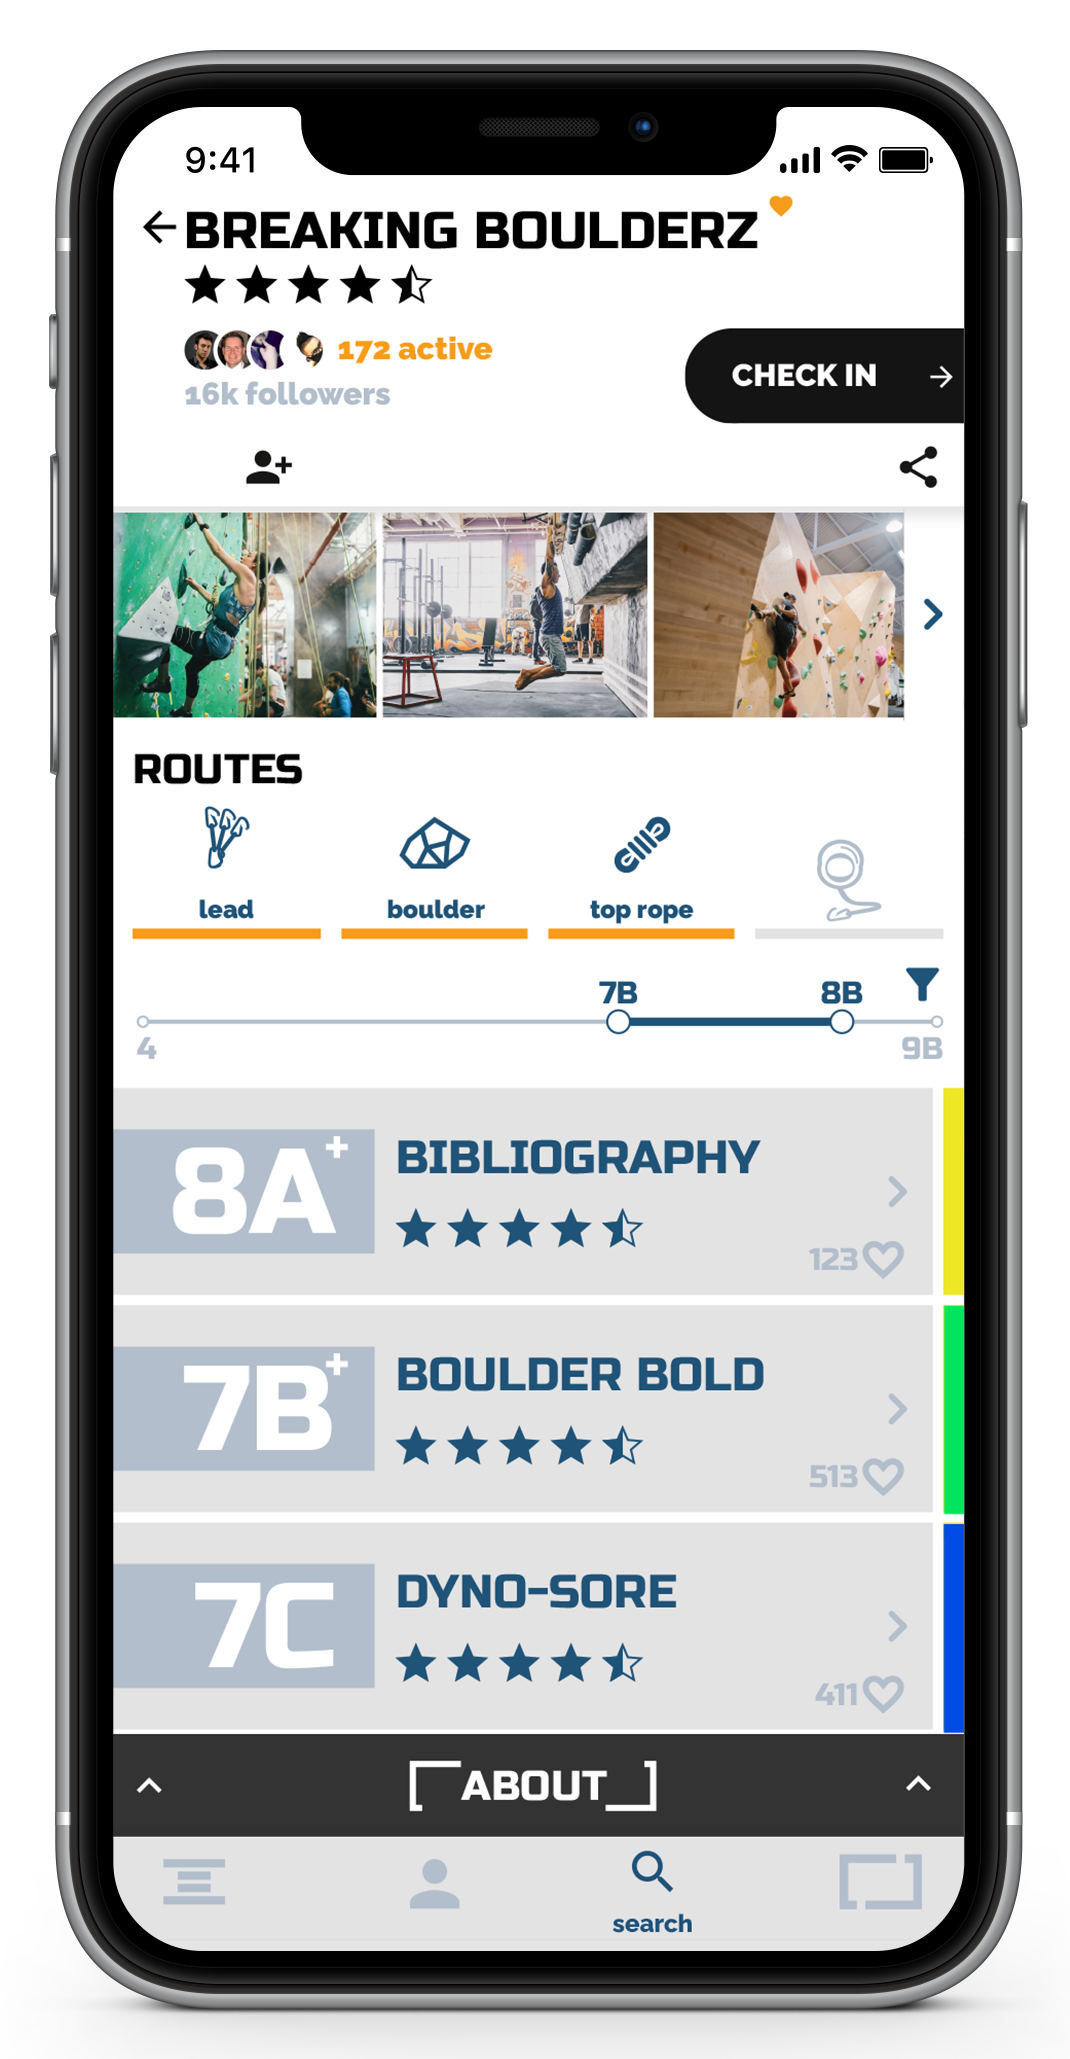 9:41
BREAKING BOULDERZ
172 active
16k followers
CHECK IN
ROUTES
lead
boulder
top rope
7B
8B
4
9B
8A+
BIBLIOGRAPHY
123
7B+
BOULDER BOLD
513
7C
DYNO-SORE
411
ABOUT
search